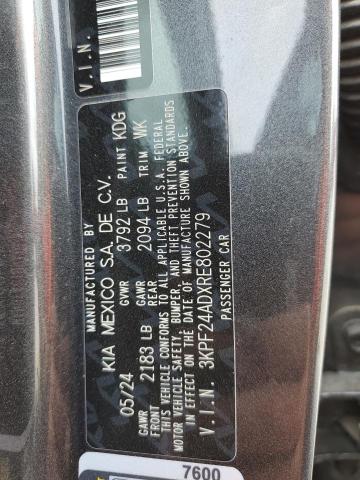 V.I.N.
MANUFACTURED BY
KIA MEXICO S.A. DE C.V.
05/24 GVWR 3792 LB PAINT KDG
GAWR FRONT 2183 LB GAWR REAR 2094 LB TRIM WK
THIS VEHICLE CONFORMS TO ALL APPLICABLE U.S.A. FEDERAL
MOTOR VEHICLE SAFETY, BUMPER, AND THEFT PREVENTION STANDARDS
IN EFFECT ON THE DATE OF MANUFACTURE SHOWN ABOVE.
V.I.N. 3KPF24ADXRE802279
PASSENGER CAR
7600